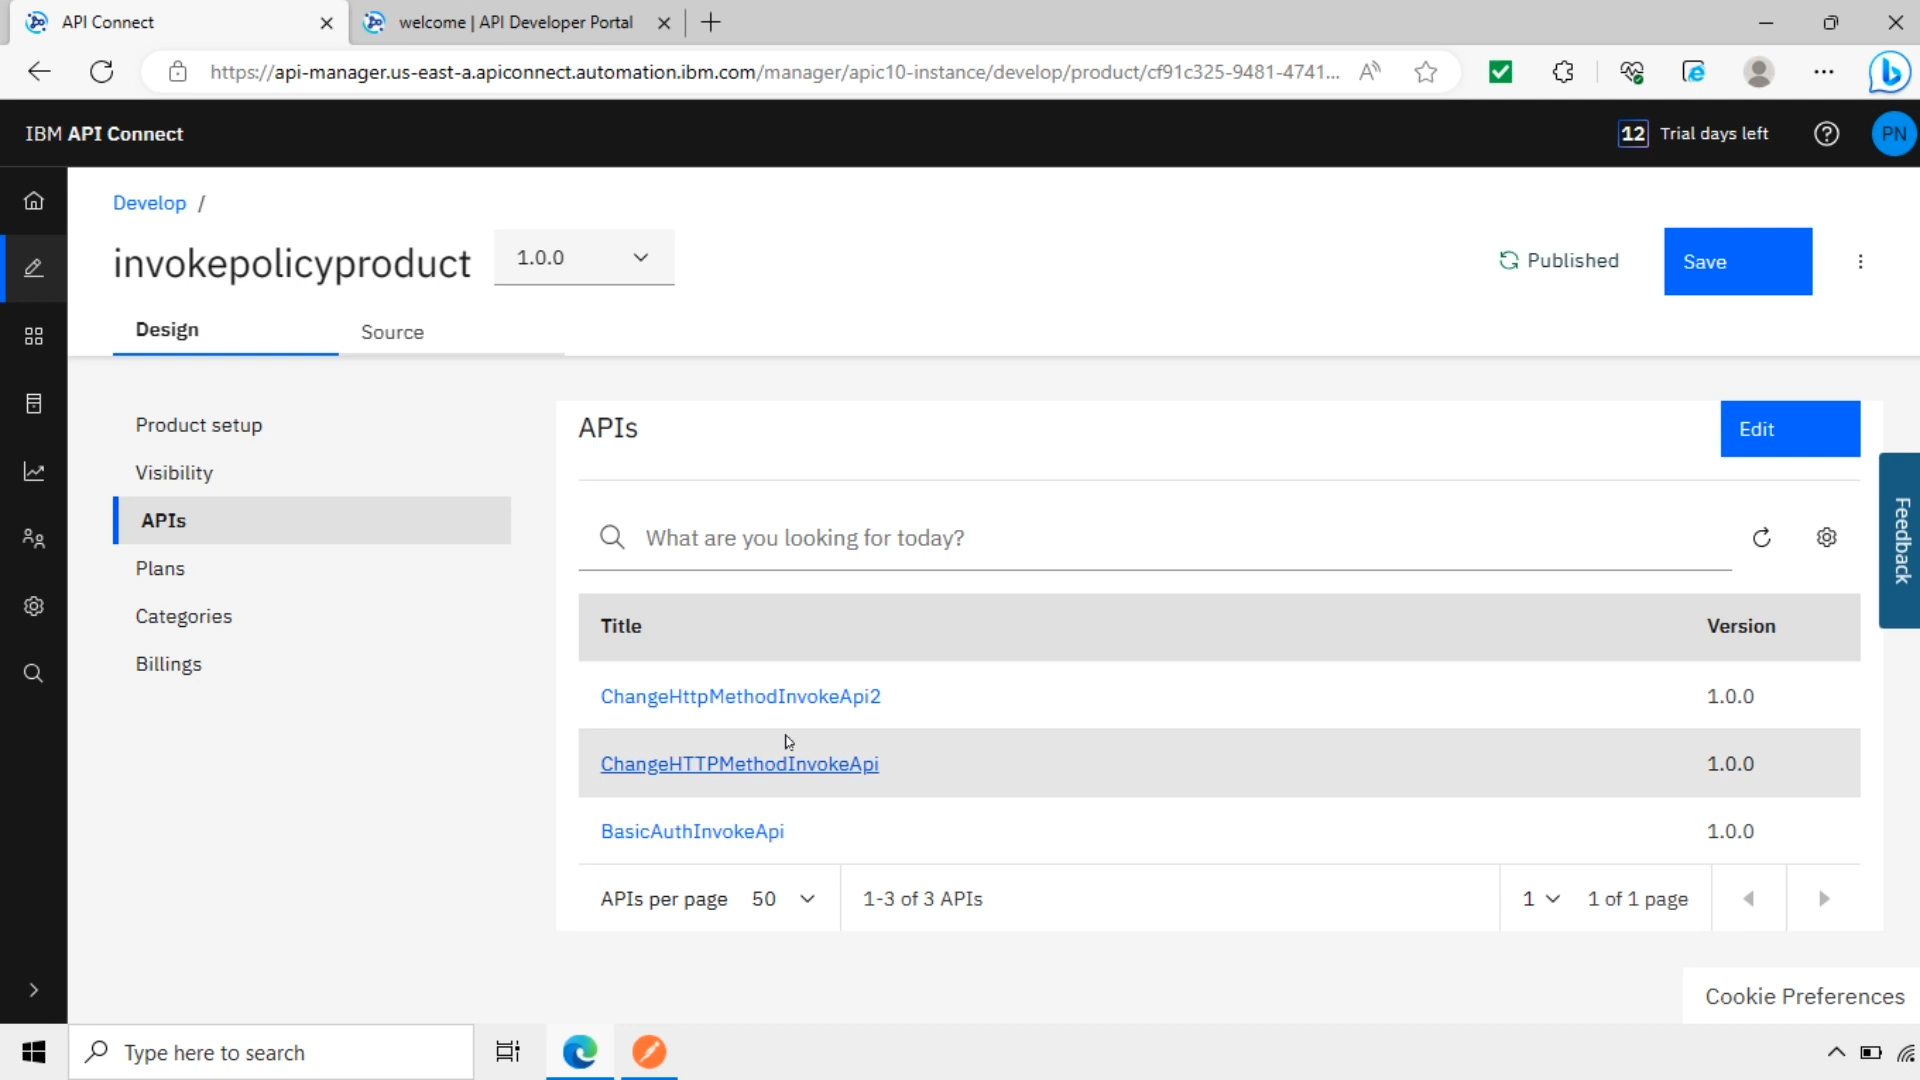 API Connect
welcome | API Developer Portal
https://api-manager.us-east-a.apiconnect.automation.ibm.com/manager/apic10-instance/develop/product/cf91c325-9481-4741...
IBM API Connect
12 Trial days left
PN
Develop /
invokepolicyproduct
1.0.0
Published
Save
Design
Source
Product setup
Visibility
APIs
Plans
Categories
Billings
APIs
Edit
What are you looking for today?
Title Version
ChangeHttpMethodInvokeApi2 1.0.0
ChangeHTTPMethodInvokeApi 1.0.0
BasicAuthInvokeApi 1.0.0
APIs per page 50 1-3 of 3 APIs 1 1 of 1 page
Feedback
Cookie Preferences
Type here to search